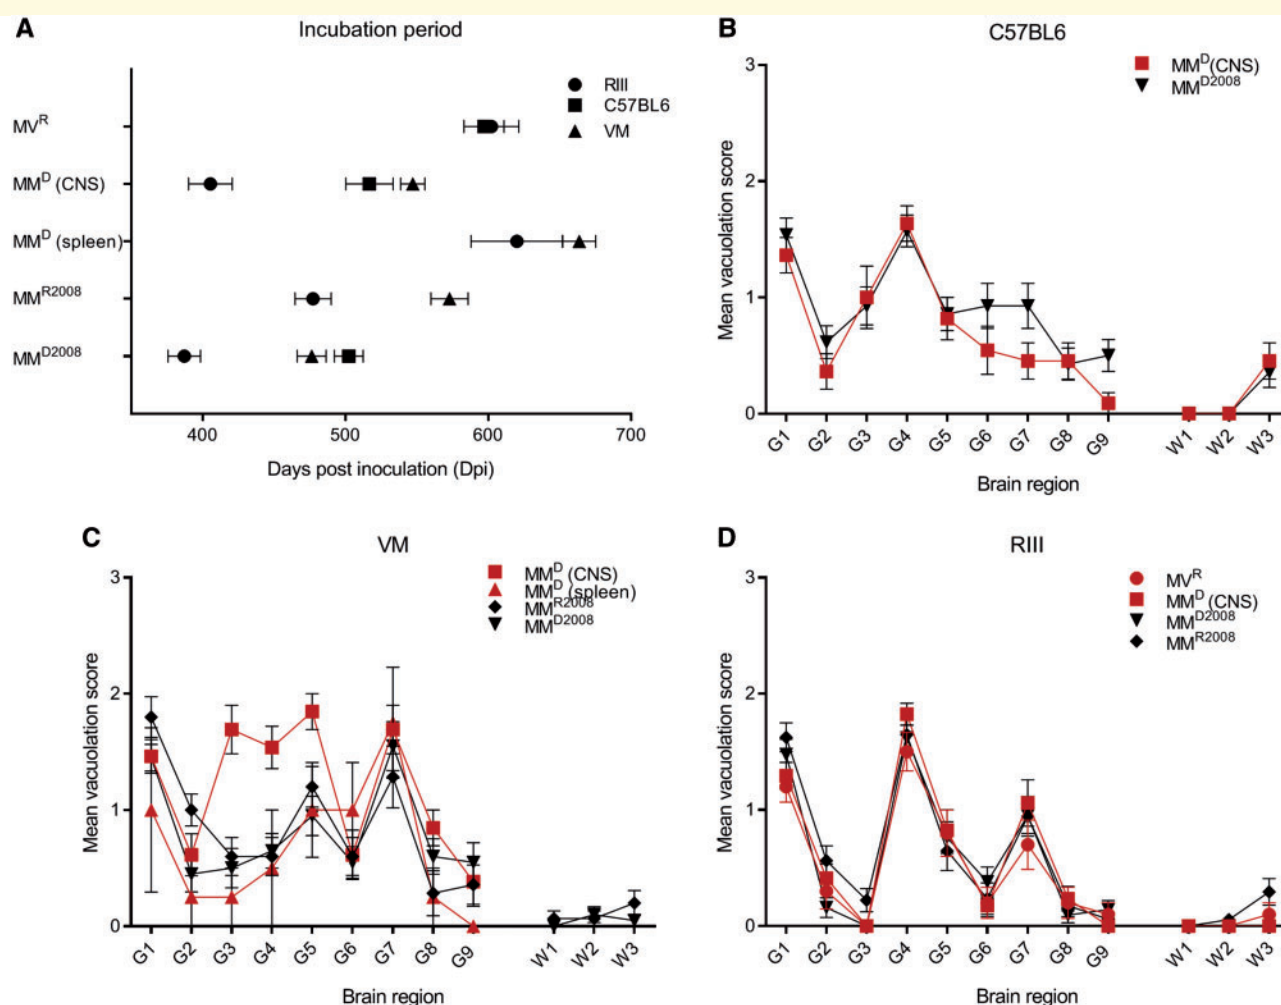 A
Incubation period
RIII
C57BL6
VM
MV^R
MM^D (CNS)
MM^D (spleen)
MM^R2008
MM^D2008
400 500 600 700
Days post inoculation (Dpi)
B
C57BL6
MM^D (CNS)
MM^D2008
Mean vacuolation score
3
2
1
0
G1 G2 G3 G4 G5 G6 G7 G8 G9 W1 W2 W3
Brain region
C
VM
MM^D (CNS)
MM^D (spleen)
MM^R2008
MM^D2008
Mean vacuolation score
3
2
1
0
G1 G2 G3 G4 G5 G6 G7 G8 G9 W1 W2 W3
Brain region
D
RIII
MV^R
MM^D (CNS)
MM^D2008
MM^R2008
Mean vacuolation score
3
2
1
0
G1 G2 G3 G4 G5 G6 G7 G8 G9 W1 W2 W3
Brain region